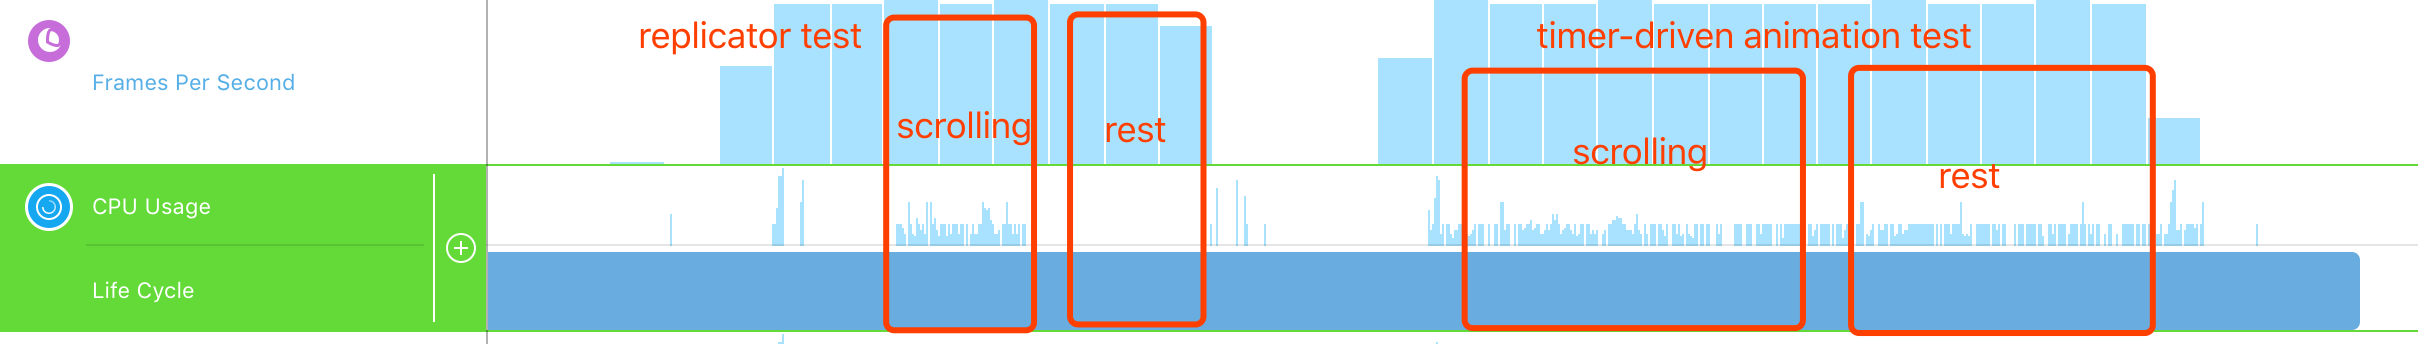 replicator test
timer-driven animation test
Frames Per Second
scrolling
rest
scrolling
rest
CPU Usage
Life Cycle